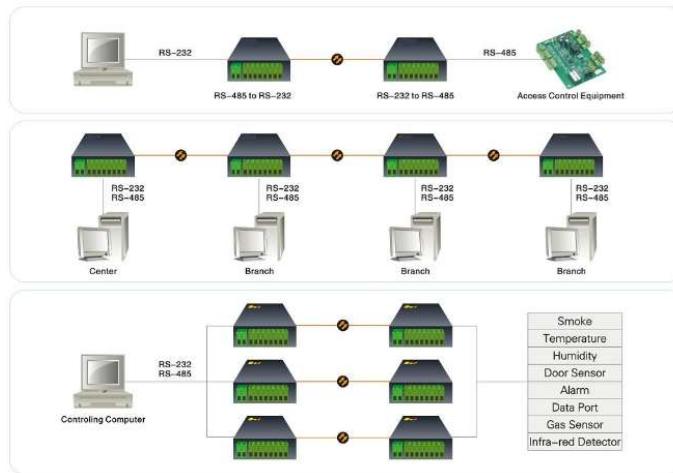 RS-232
RS-485
RS-485 to RS-232
RS-232 to RS-485
Access Control Equipment
RS-232
RS-485
RS-232
RS-485
RS-232
RS-485
RS-232
RS-485
Center
Branch
Branch
Branch
RS-232
RS-485
Controling Computer
Smoke
Temperature
Humidity
Door Sensor
Alarm
Data Port
Gas Sensor
Infra-red Detector